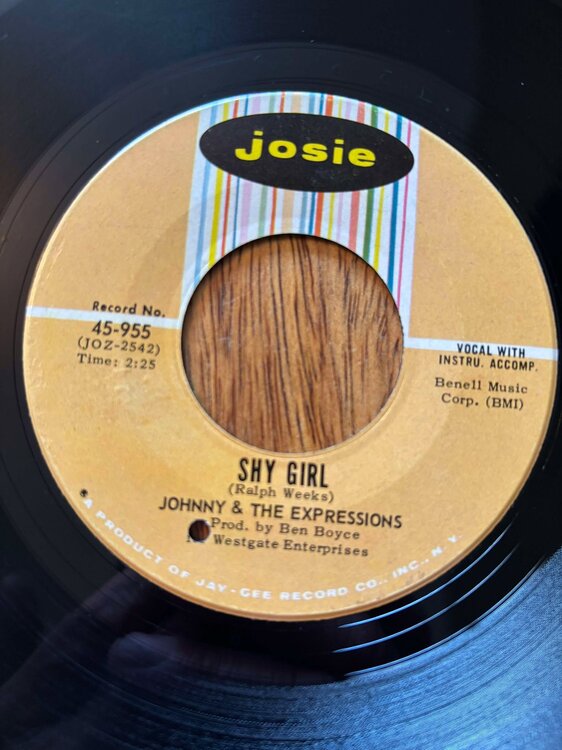 josie
Record No.
45-955
(JOZ-2542)
Time: 2:25
VOCAL WITH
INSTRU. ACCOMP.
Benell Music
Corp. (BMI)
SHY GIRL
(Ralph Weeks)
JOHNNY & THE EXPRESSIONS
Prod. by Ben Boyce
Westgate Enterprises
A PRODUCT OF JAY-GEE RECORD CO., INC., N.Y.